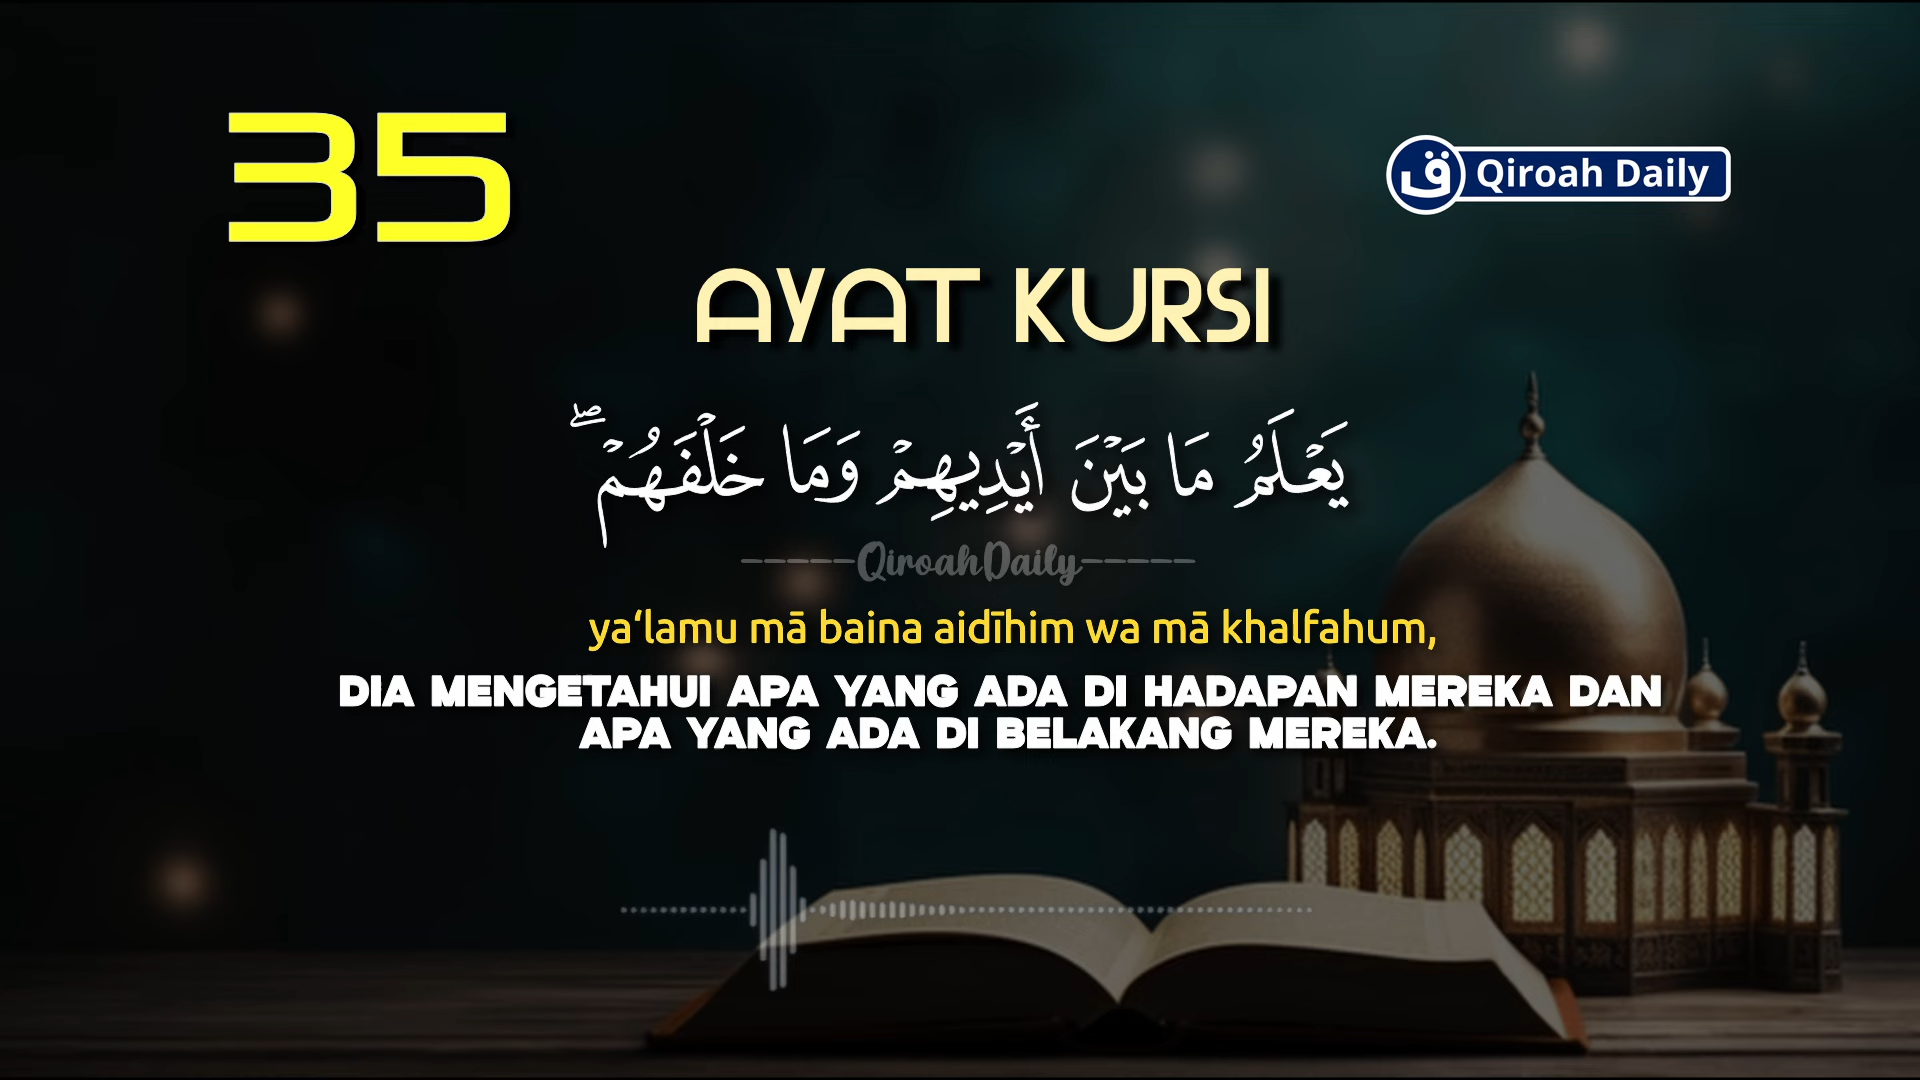 35
ق Qiroah Daily
AYAT KURSI
يَعْلَمُ مَا بَيْنَ أَيْدِيهِمْ وَمَا خَلْفَهُمْ ۖ
-----QiroahDaily-----
ya‘lamu mā baina aidīhim wa mā khalfahum,
DIA MENGETAHUI APA YANG ADA DI HADAPAN MEREKA DAN
APA YANG ADA DI BELAKANG MEREKA.